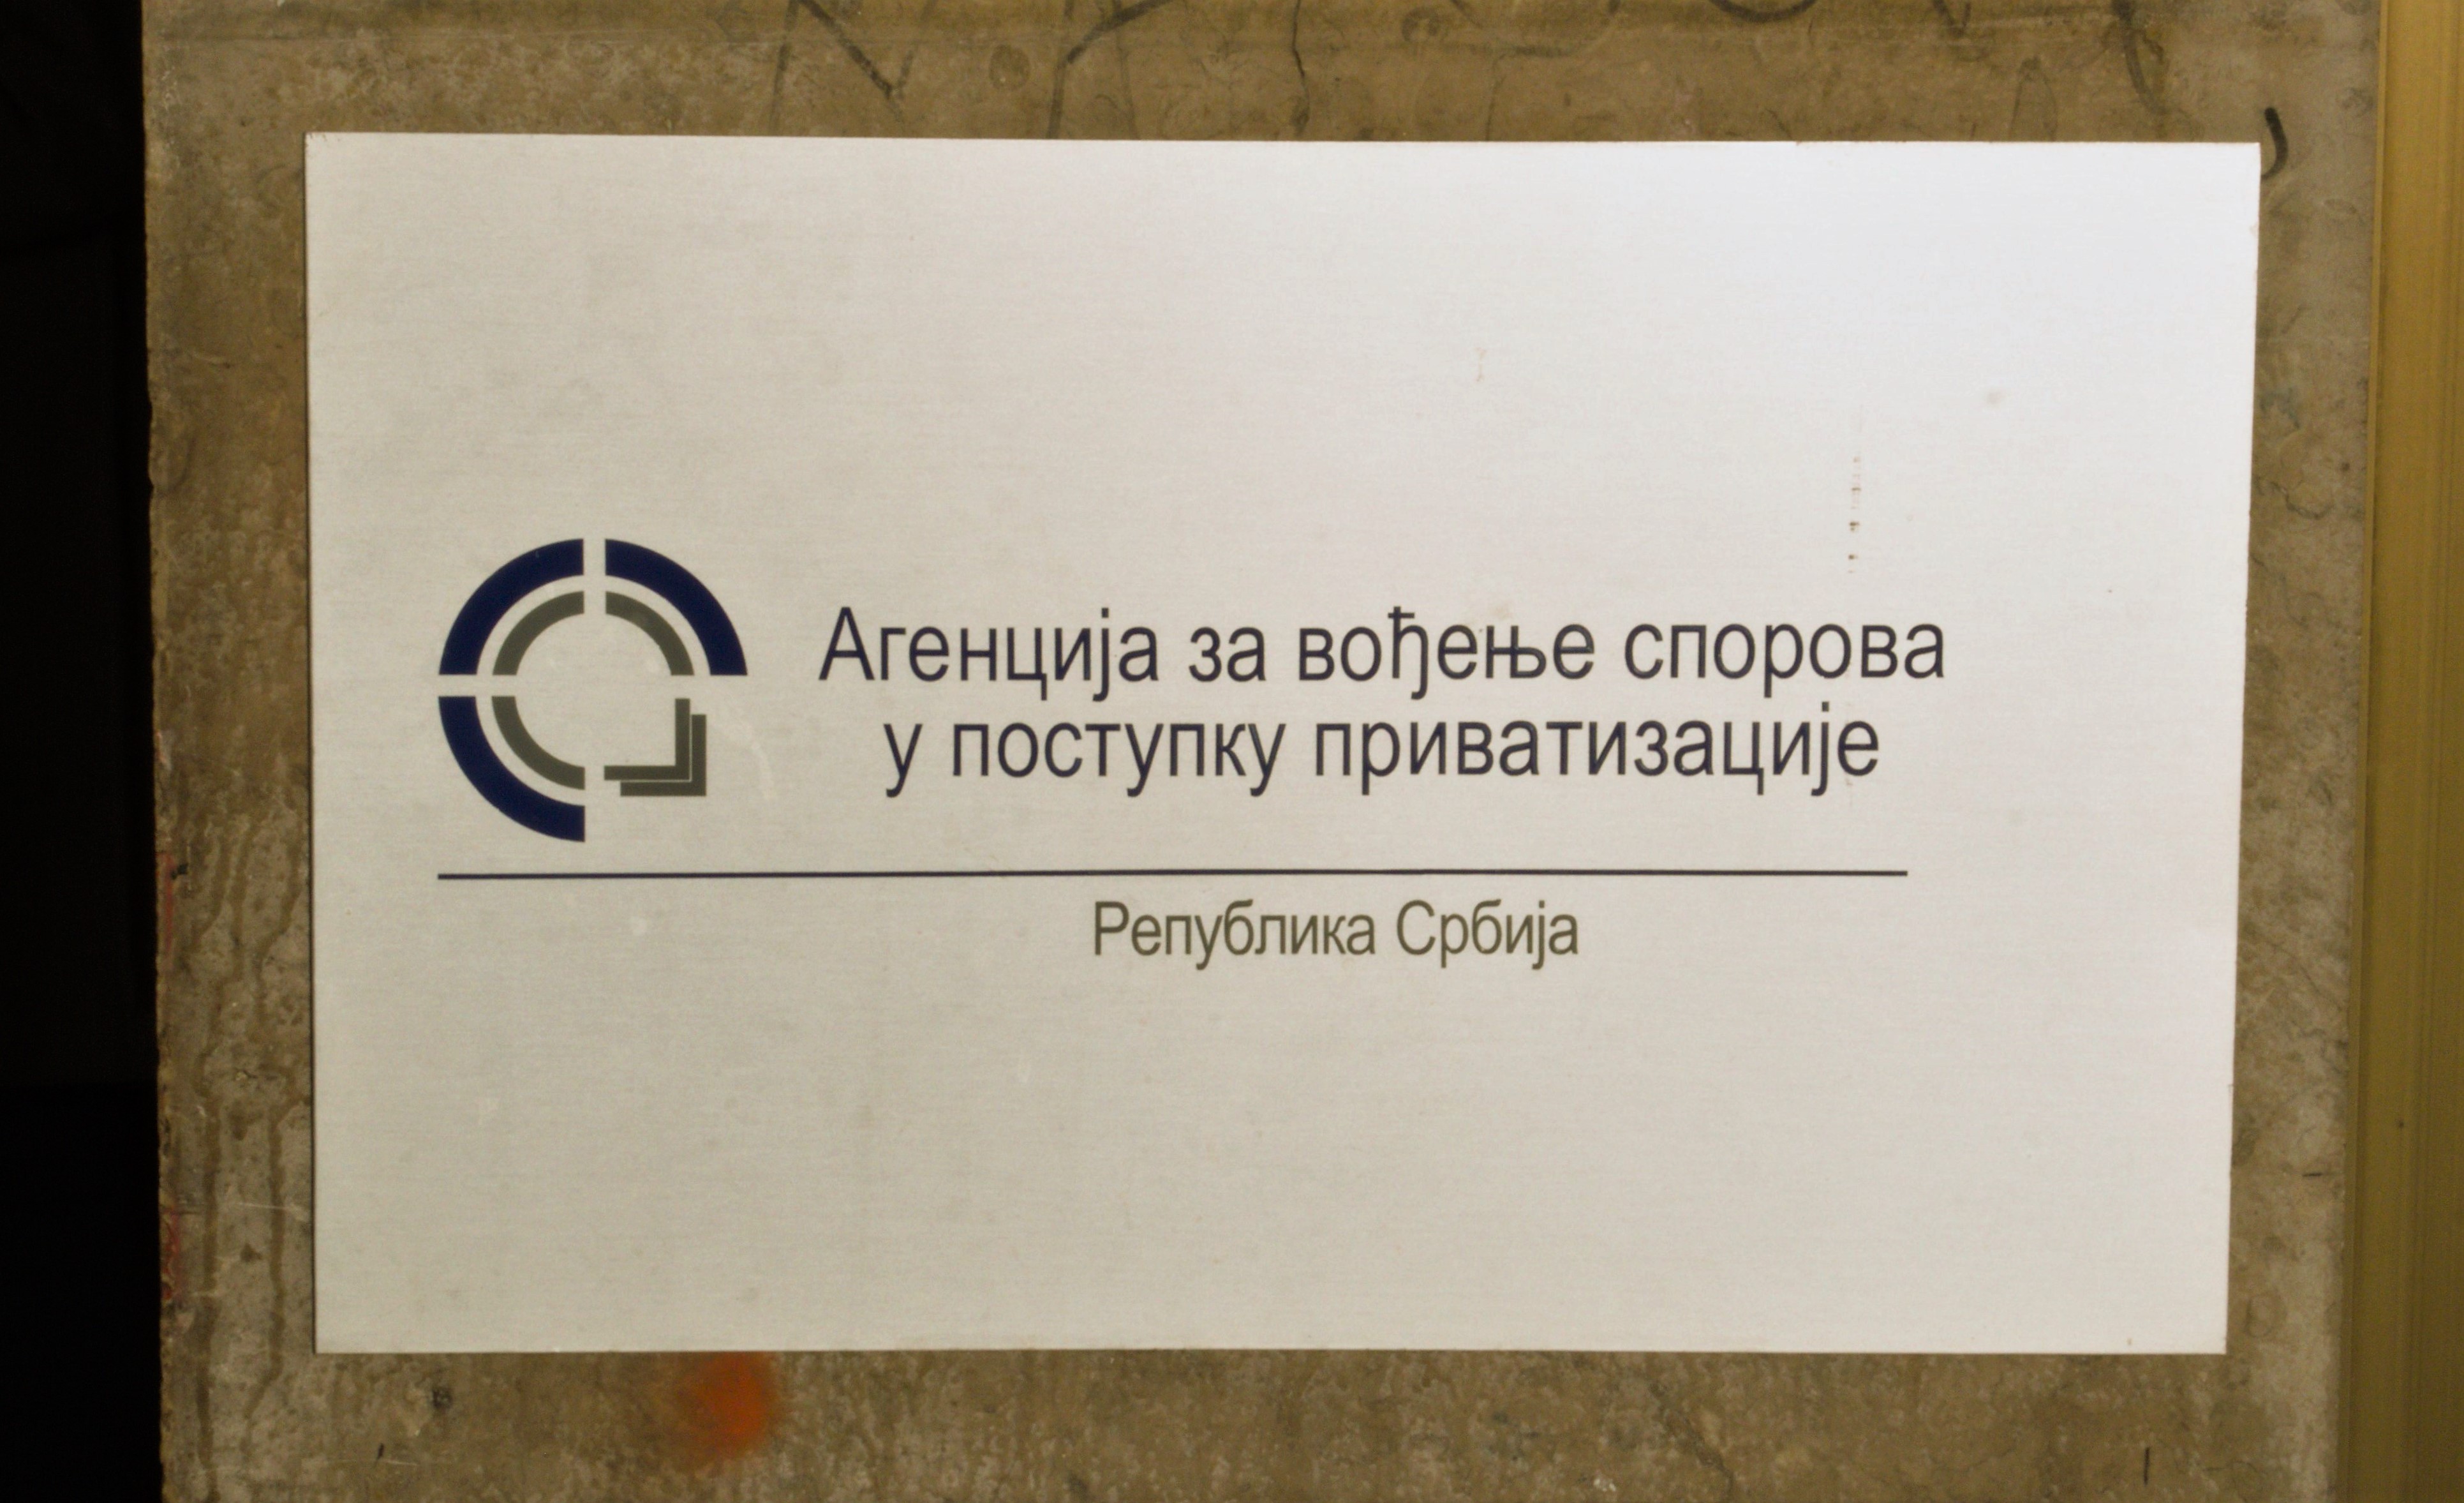 Агенција за вођење спорова
у поступку приватизације
Република Србија